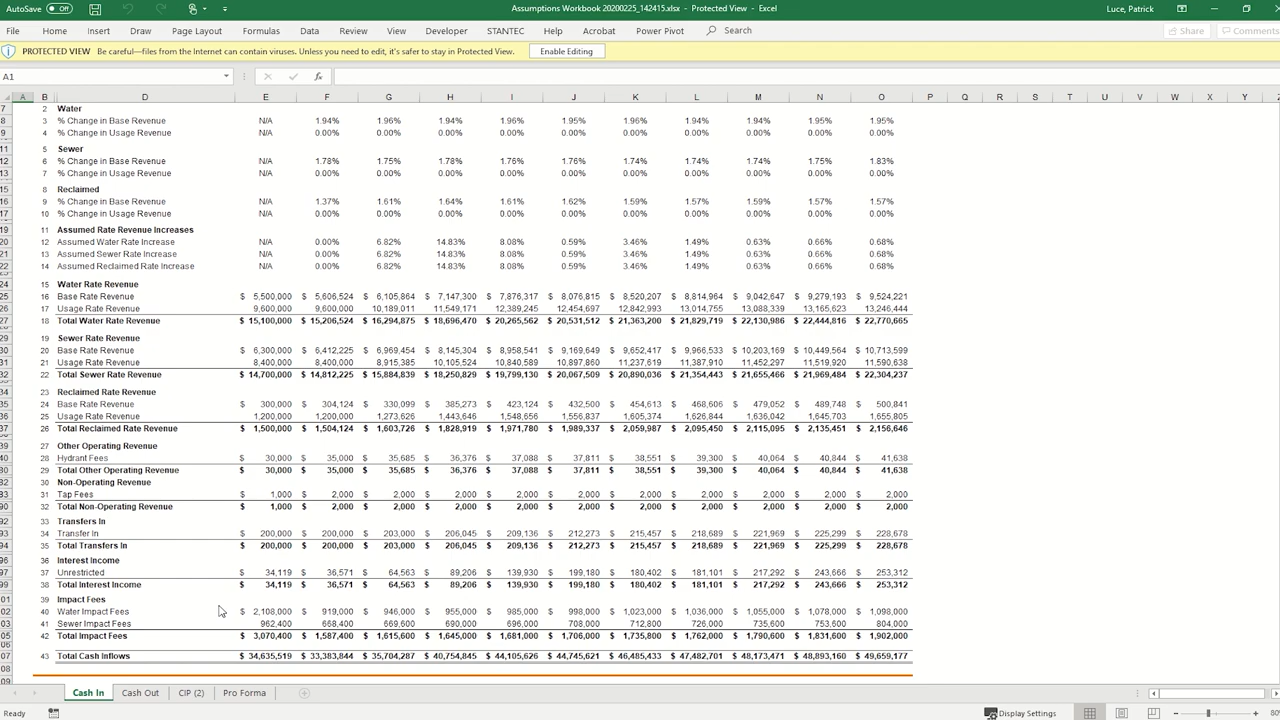 AutoSave Off Assumptions Workbook 20200225_142415.xlsx - Protected View - Excel Luce, Patrick
File Home Insert Draw Page Layout Formulas Data Review View Developer STANTEC Help Acrobat Power Pivot Search Share Comments
PROTECTED VIEW Be careful—files from the Internet can contain viruses. Unless you need to edit, it's safer to stay in Protected View. Enable Editing
A1 fx
A B D E F G H I J K L M N O P Q R S T U V W X Y
7 2 Water
8 3 % Change in Base Revenue N/A 1.94% 1.96% 1.94% 1.96% 1.95% 1.96% 1.94% 1.94% 1.95% 1.95%
9 4 % Change in Usage Revenue N/A 0.00% 0.00% 0.00% 0.00% 0.00% 0.00% 0.00% 0.00% 0.00% 0.00%
11 5 Sewer
12 6 % Change in Base Revenue N/A 1.78% 1.75% 1.78% 1.76% 1.76% 1.74% 1.74% 1.74% 1.75% 1.83%
13 7 % Change in Usage Revenue N/A 0.00% 0.00% 0.00% 0.00% 0.00% 0.00% 0.00% 0.00% 0.00% 0.00%
15 8 Reclaimed
16 9 % Change in Base Revenue N/A 1.37% 1.61% 1.64% 1.61% 1.62% 1.59% 1.57% 1.59% 1.57% 1.57%
17 10 % Change in Usage Revenue N/A 0.00% 0.00% 0.00% 0.00% 0.00% 0.00% 0.00% 0.00% 0.00% 0.00%
19 11 Assumed Rate Revenue Increases
20 12 Assumed Water Rate Increase N/A 0.00% 6.82% 14.83% 8.08% 0.59% 3.46% 1.49% 0.63% 0.66% 0.68%
21 13 Assumed Sewer Rate Increase N/A 0.00% 6.82% 14.83% 8.08% 0.59% 3.46% 1.49% 0.63% 0.66% 0.68%
22 14 Assumed Reclaimed Rate Increase N/A 0.00% 6.82% 14.83% 8.08% 0.59% 3.46% 1.49% 0.63% 0.66% 0.68%
24 15 Water Rate Revenue
25 16 Base Rate Revenue $ 5,500,000 $ 5,606,524 $ 6,105,864 $ 7,147,300 $ 7,876,317 $ 8,076,815 $ 8,520,207 $ 8,814,964 $ 9,042,647 $ 9,279,193 $ 9,524,221
26 17 Usage Rate Revenue 9,600,000 9,600,000 10,189,011 11,549,171 12,389,245 12,454,697 12,842,993 13,014,755 13,088,339 13,165,623 13,246,444
27 18 Total Water Rate Revenue $ 15,100,000 $ 15,206,524 $ 16,294,875 $ 18,696,470 $ 20,265,562 $ 20,531,512 $ 21,363,200 $ 21,829,719 $ 22,130,986 $ 22,444,816 $ 22,770,665
29 19 Sewer Rate Revenue
30 20 Base Rate Revenue $ 6,300,000 $ 6,412,225 $ 6,969,454 $ 8,145,304 $ 8,958,541 $ 9,169,649 $ 9,652,417 $ 9,966,533 $ 10,203,169 $ 10,449,564 $ 10,713,599
31 21 Usage Rate Revenue 8,400,000 8,400,000 8,915,385 10,105,524 10,840,589 10,897,860 11,237,619 11,387,910 11,452,297 11,519,920 11,590,638
32 22 Total Sewer Rate Revenue $ 14,700,000 $ 14,812,225 $ 15,884,839 $ 18,250,829 $ 19,799,130 $ 20,067,509 $ 20,890,036 $ 21,354,443 $ 21,655,466 $ 21,969,484 $ 22,304,237
34 23 Reclaimed Rate Revenue
35 24 Base Rate Revenue $ 300,000 $ 304,124 $ 330,099 $ 385,273 $ 423,124 $ 432,500 $ 454,613 $ 468,606 $ 479,052 $ 489,748 $ 500,841
36 25 Usage Rate Revenue 1,200,000 1,200,000 1,273,626 1,443,646 1,548,656 1,556,837 1,605,374 1,626,844 1,636,042 1,645,703 1,655,805
37 26 Total Reclaimed Rate Revenue $ 1,500,000 $ 1,504,124 $ 1,603,726 $ 1,828,919 $ 1,971,780 $ 1,989,337 $ 2,059,987 $ 2,095,450 $ 2,115,095 $ 2,135,451 $ 2,156,646
39 27 Other Operating Revenue
40 28 Hydrant Fees $ 30,000 $ 35,000 $ 35,685 $ 36,376 $ 37,088 $ 37,811 $ 38,551 $ 39,300 $ 40,064 $ 40,844 $ 41,638
80 29 Total Other Operating Revenue $ 30,000 $ 35,000 $ 35,685 $ 36,376 $ 37,088 $ 37,811 $ 38,551 $ 39,300 $ 40,064 $ 40,844 $ 41,638
30 Non-Operating Revenue
83 31 Tap Fees $ 1,000 $ 2,000 $ 2,000 $ 2,000 $ 2,000 $ 2,000 $ 2,000 $ 2,000 $ 2,000 $ 2,000 $ 2,000
90 32 Total Non-Operating Revenue $ 1,000 $ 2,000 $ 2,000 $ 2,000 $ 2,000 $ 2,000 $ 2,000 $ 2,000 $ 2,000 $ 2,000 $ 2,000
92 33 Transfers In
93 34 Transfer In $ 200,000 $ 200,000 $ 203,000 $ 206,045 $ 209,136 $ 212,273 $ 215,457 $ 218,689 $ 221,969 $ 225,299 $ 228,678
94 35 Total Transfers In $ 200,000 $ 200,000 $ 203,000 $ 206,045 $ 209,136 $ 212,273 $ 215,457 $ 218,689 $ 221,969 $ 225,299 $ 228,678
96 36 Interest Income
97 37 Unrestricted $ 34,119 $ 36,571 $ 64,563 $ 89,206 $ 139,930 $ 199,180 $ 180,402 $ 181,101 $ 217,292 $ 243,666 $ 253,312
99 38 Total Interest Income $ 34,119 $ 36,571 $ 64,563 $ 89,206 $ 139,930 $ 199,180 $ 180,402 $ 181,101 $ 217,292 $ 243,666 $ 253,312
01 39 Impact Fees
02 40 Water Impact Fees $ 2,108,000 $ 919,000 $ 946,000 $ 955,000 $ 985,000 $ 998,000 $ 1,023,000 $ 1,036,000 $ 1,055,000 $ 1,078,000 $ 1,098,000
03 41 Sewer Impact Fees 962,400 668,400 669,600 690,000 696,000 708,000 712,800 726,000 735,600 753,600 804,000
05 42 Total Impact Fees $ 3,070,400 $ 1,587,400 $ 1,615,600 $ 1,645,000 $ 1,681,000 $ 1,706,000 $ 1,735,800 $ 1,762,000 $ 1,790,600 $ 1,831,600 $ 1,902,000
06
07 43 Total Cash Inflows $ 34,635,519 $ 33,383,844 $ 35,704,287 $ 40,754,845 $ 44,105,626 $ 44,745,621 $ 46,485,433 $ 47,482,701 $ 48,173,471 $ 48,893,160 $ 49,659,177
08
09
Cash In Cash Out CIP (2) Pro Forma
Ready Display Settings 80